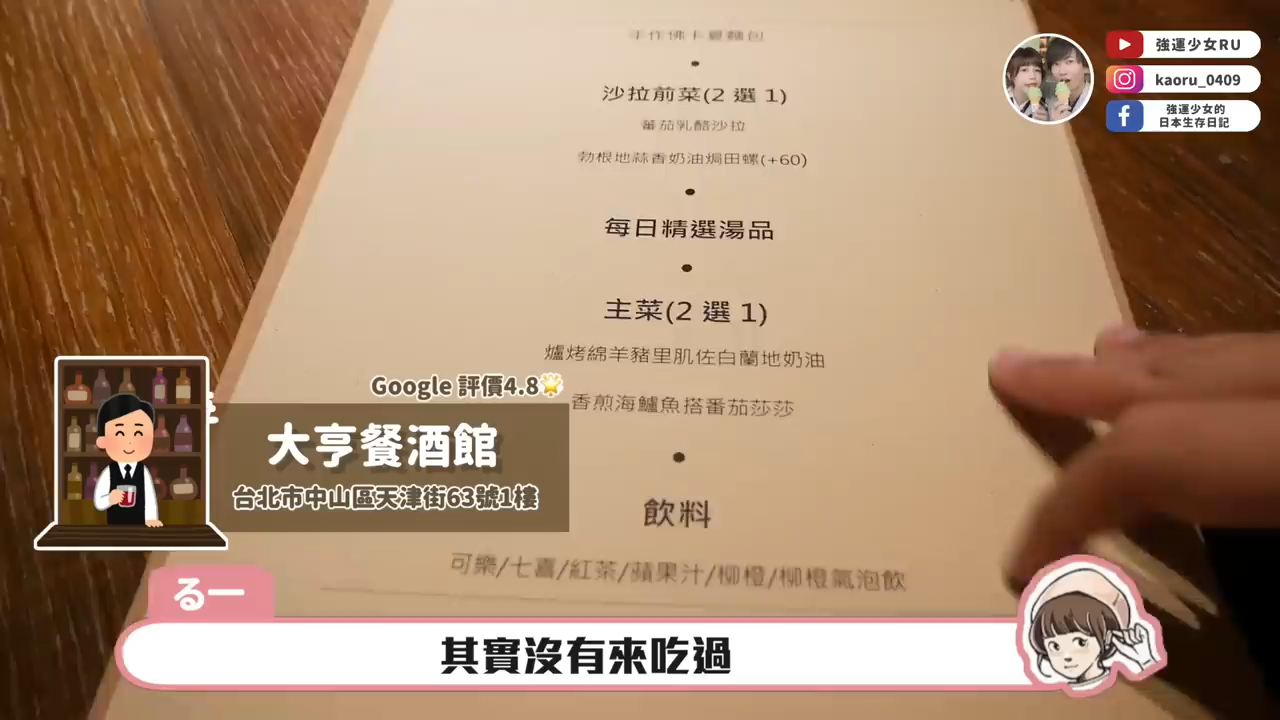 手作佛卡夏麵包
沙拉前菜(2 選 1)
蕃茄乳酪沙拉
勃根地蒜香奶油焗田螺(+60)
每日精選湯品
主菜(2 選 1)
爐烤綿羊豬里肌佐白蘭地奶油
香煎海鱸魚搭番茄莎莎
飲料
可樂/七喜/紅茶/蘋果汁/柳橙/柳橙氣泡飲
強運少女RU
kaoru_0409
強運少女的
日本生存日記
Google 評價4.8
大亨餐酒館
台北市中山區天津街63號1樓
るー
其實沒有來吃過